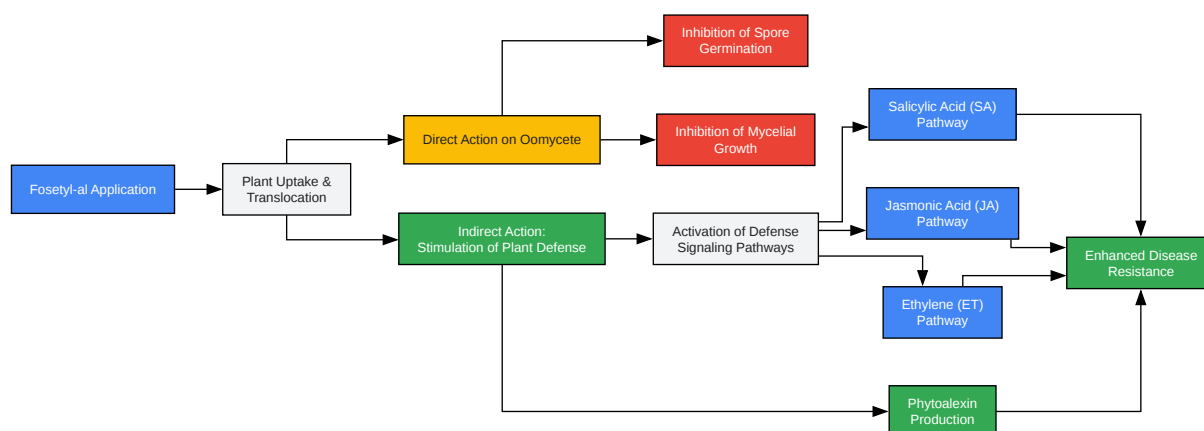 Fosetyl-al Application
Plant Uptake &
Translocation
Direct Action on Oomycete
Inhibition of Spore
Germination
Inhibition of Mycelial
Growth
Indirect Action:
Stimulation of Plant Defense
Activation of Defense
Signaling Pathways
Salicylic Acid (SA)
Pathway
Jasmonic Acid (JA)
Pathway
Ethylene (ET)
Pathway
Phytoalexin
Production
Enhanced Disease
Resistance